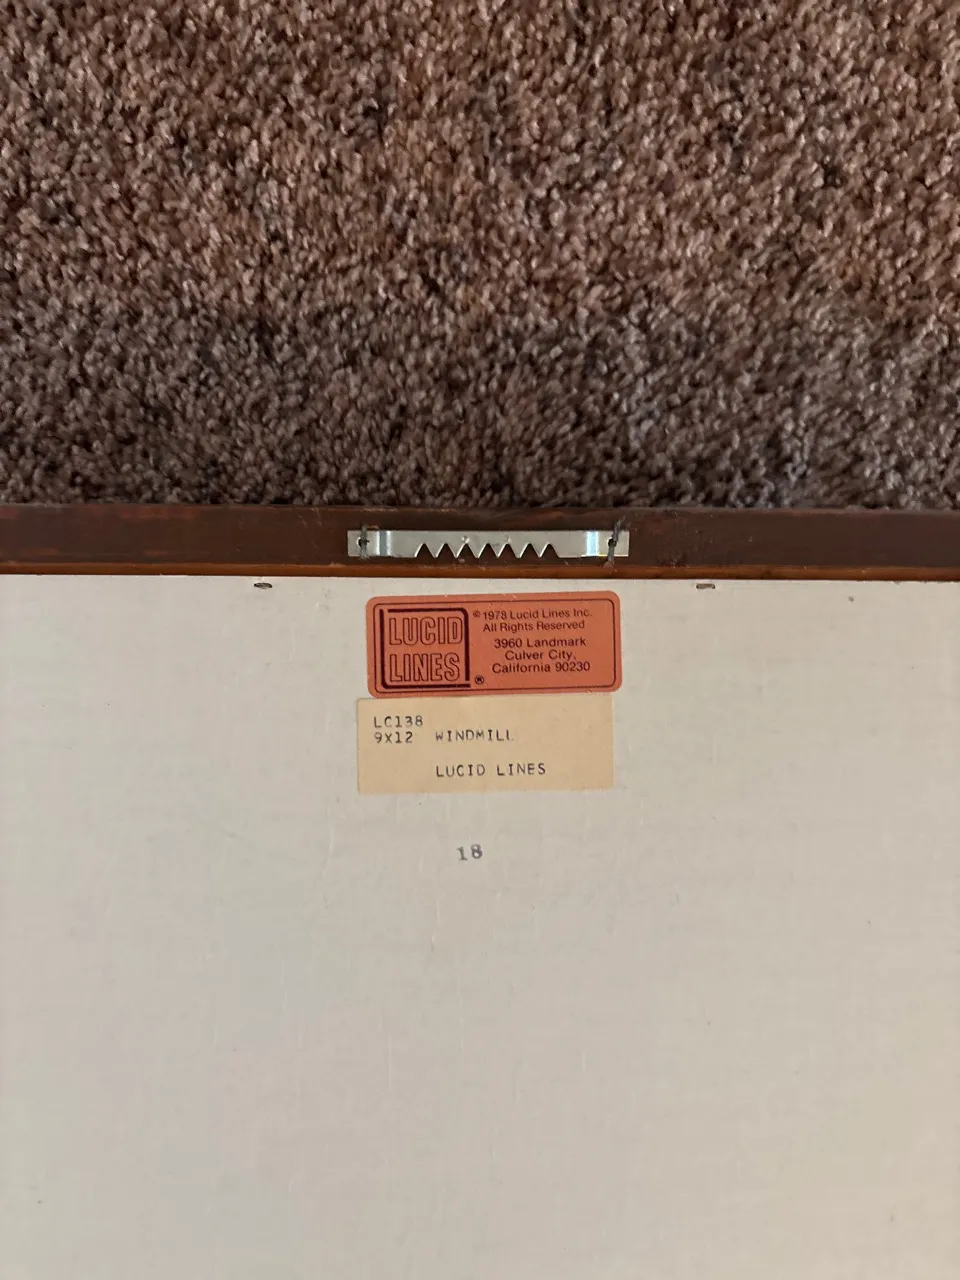 LUCID
LINES
®
© 1978 Lucid Lines Inc.
All Rights Reserved
3960 Landmark
Culver City,
California 90230
LC138
9X12 WINDMILL
LUCID LINES
18